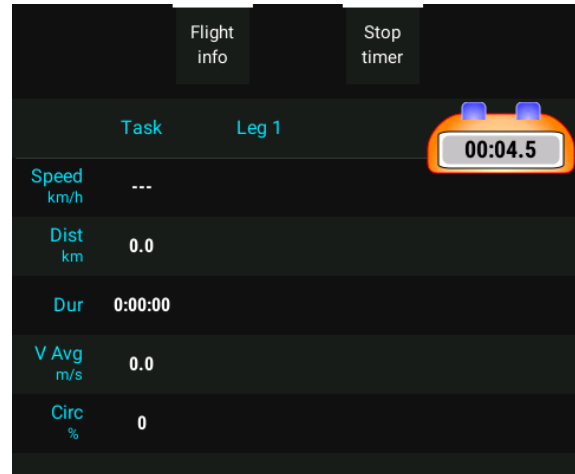 Flight
info
Stop
timer
Task Leg 1
00:04.5
Speed
km/h
---
Dist
km
0.0
Dur 0:00:00
V Avg
m/s
0.0
Circ
%
0